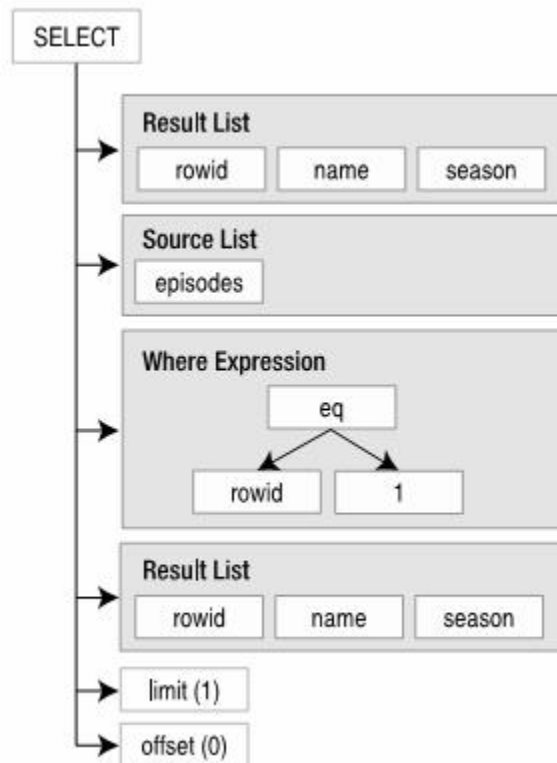 SELECT
Result List
rowid name season
Source List
episodes
Where Expression
eq
rowid 1
Result List
rowid name season
limit (1)
offset (0)